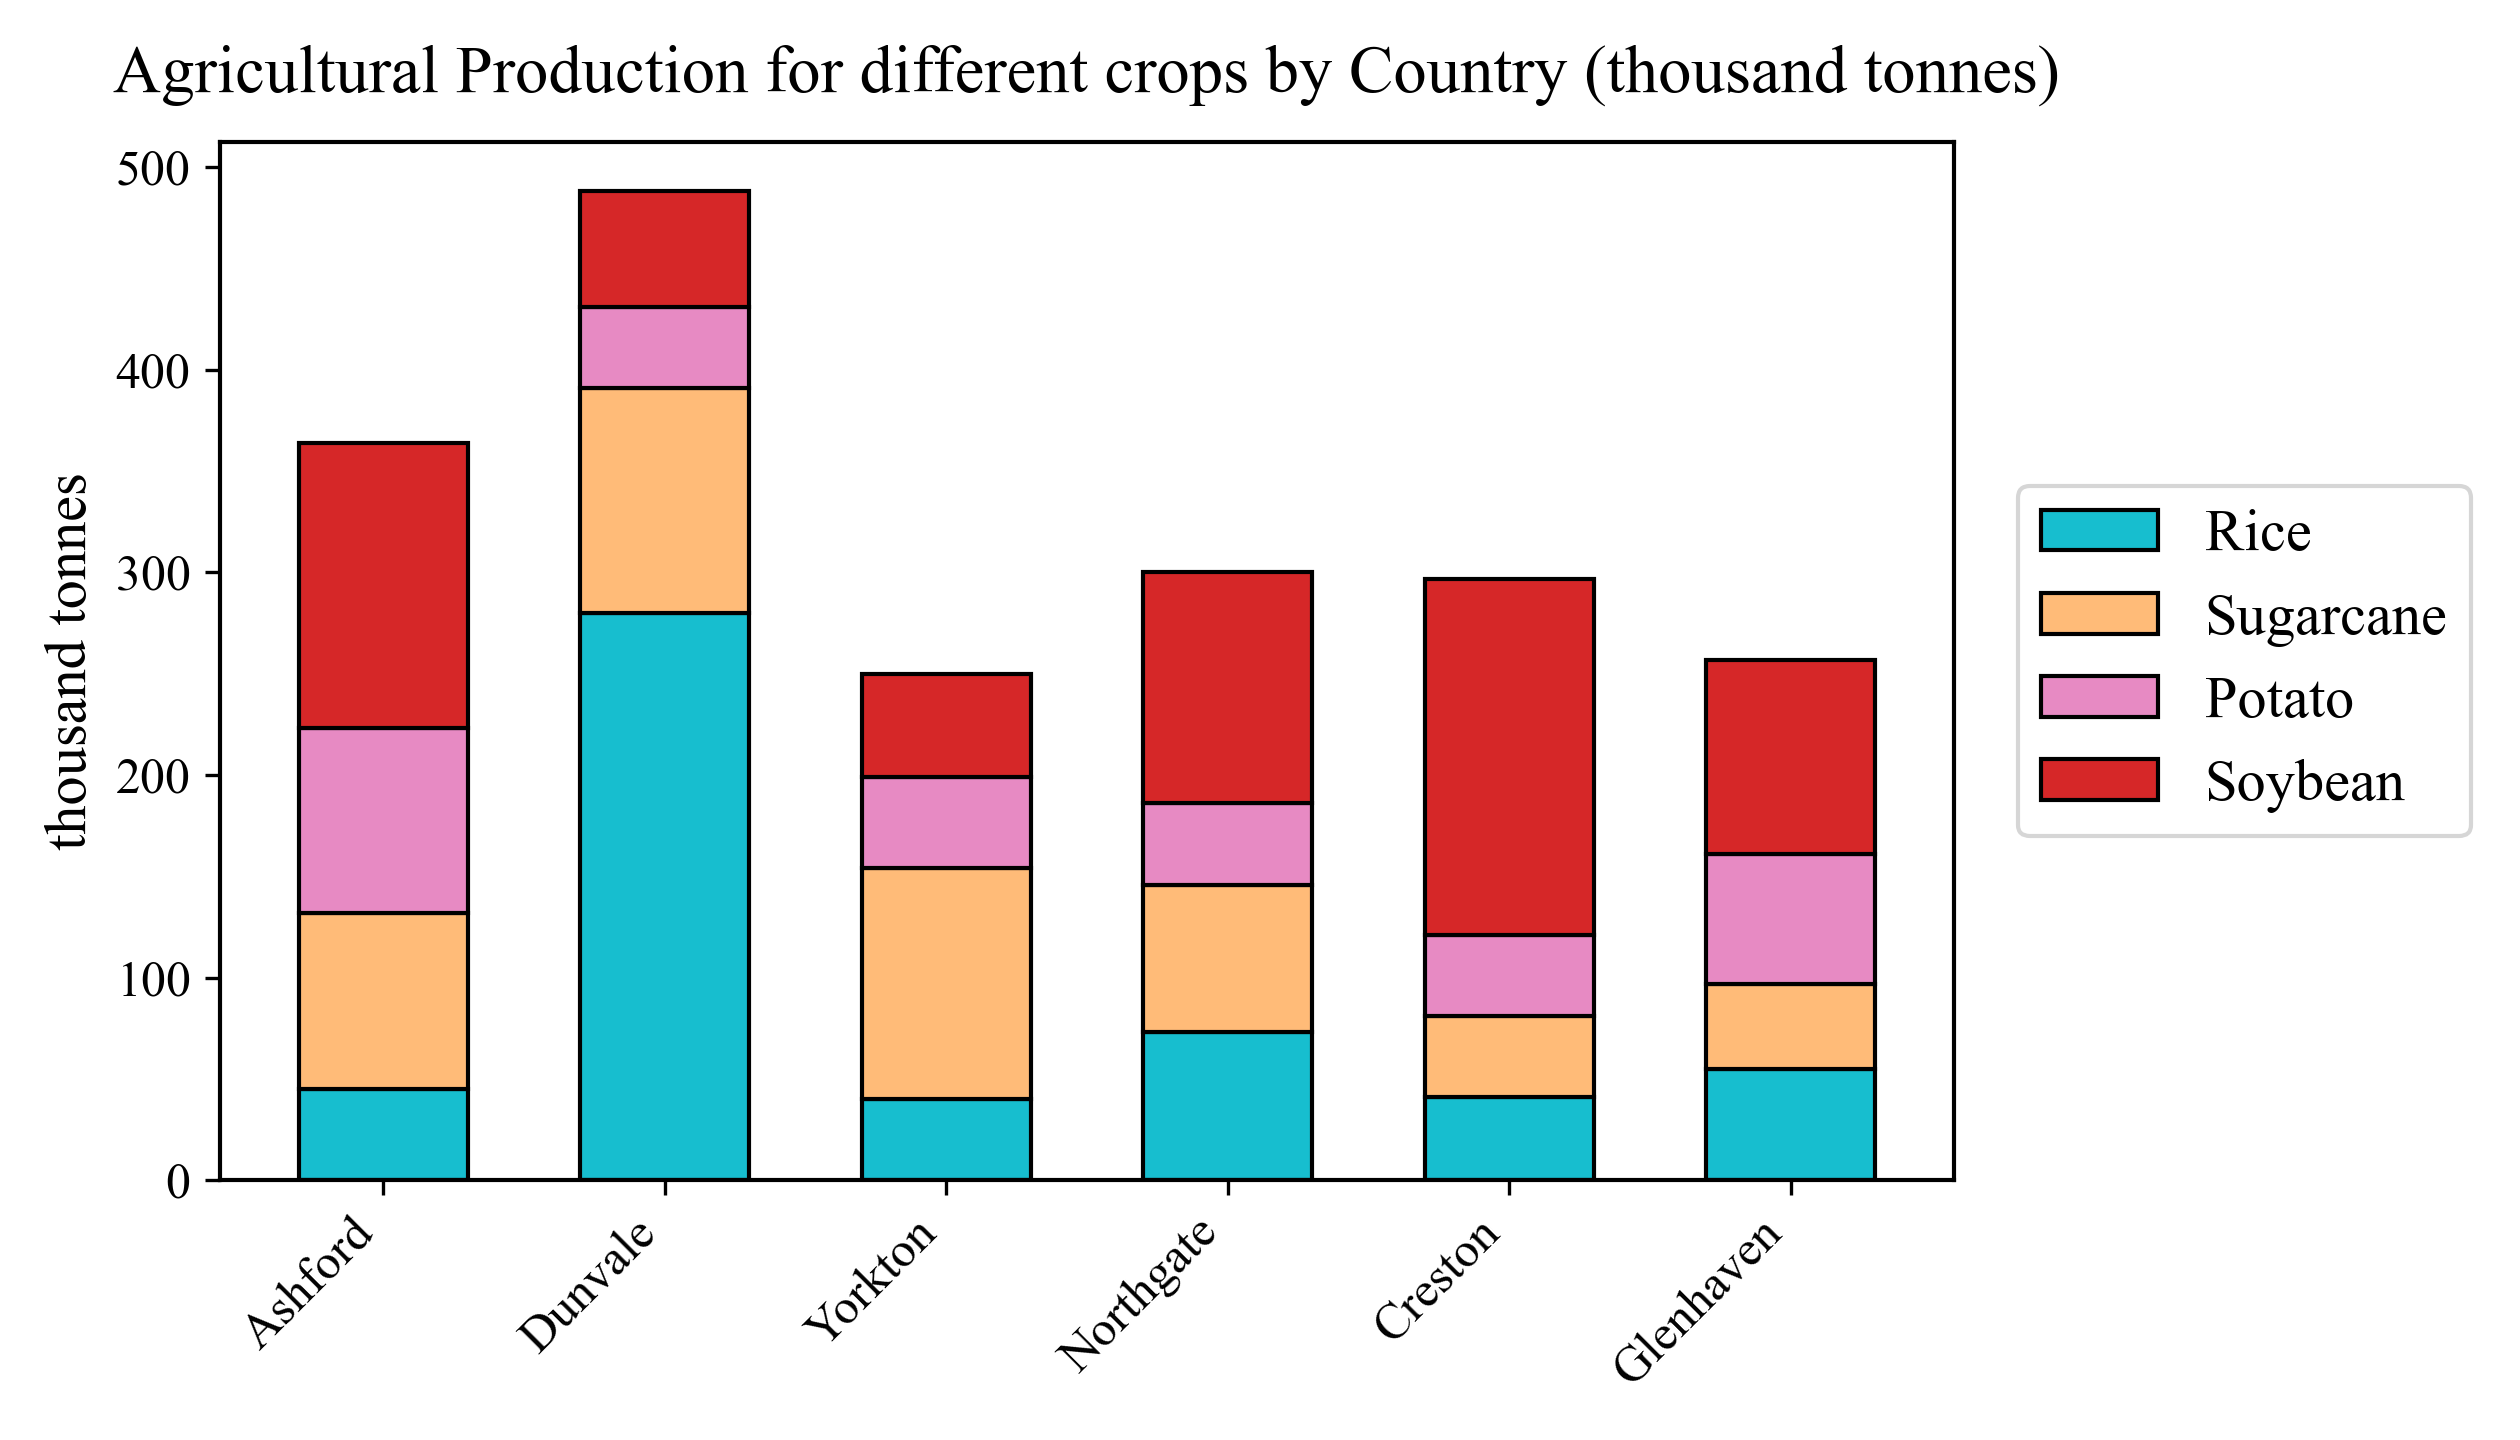 Agricultural Production for different crops by Country (thousand tonnes)
thousand tonnes
500
400
300
200
100
0
Ashford
Dunvale
Yorkton
Northgate
Creston
Glenhaven
Rice
Sugarcane
Potato
Soybean